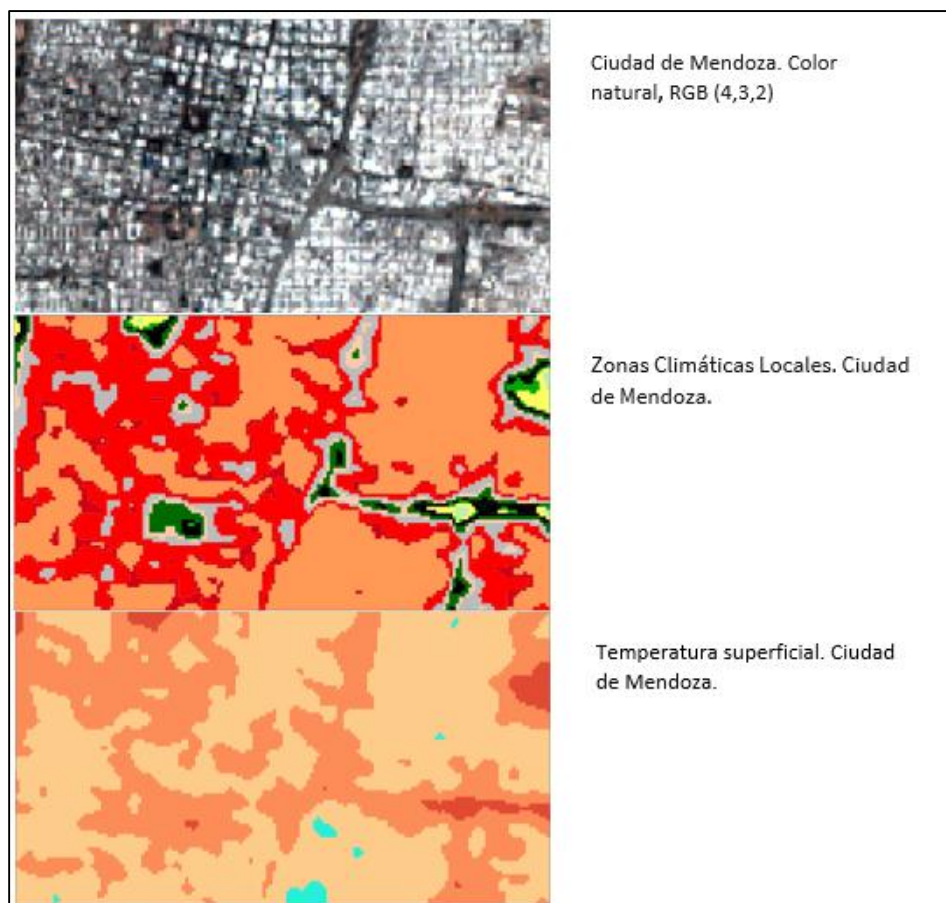 Ciudad de Mendoza. Color
natural, RGB (4,3,2)
Zonas Climáticas Locales. Ciudad
de Mendoza.
Temperatura superficial. Ciudad
de Mendoza.